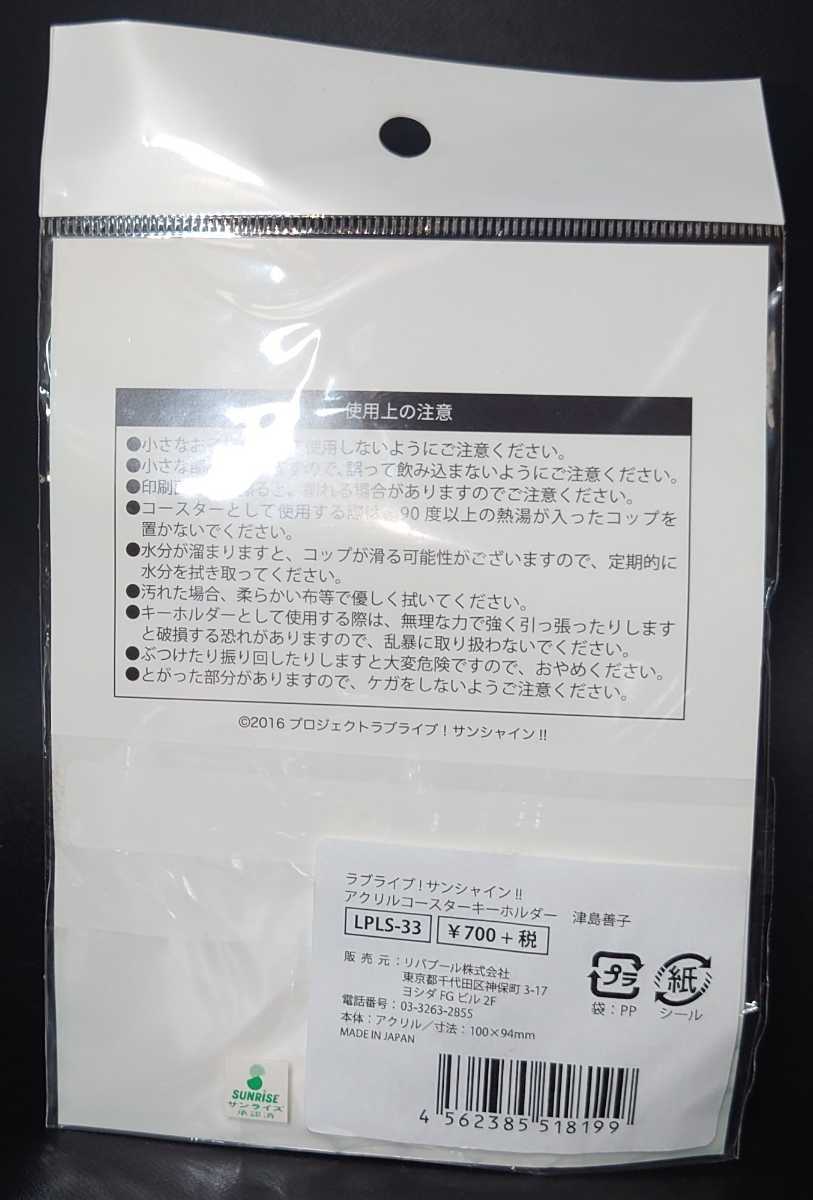 使用上の注意
●小さなお
使用しないようにご注意ください。
●小さな
ますので、誤って飲み込まないようにご注意ください。
●印刷
ると、割れる場合がありますのでご注意ください。
●コースターとして使用する際は、90度以上の熱湯が入ったコップを
置かないでください。
●水分が溜まりますと、コップが滑る可能性がございますので、定期的に
水分を拭き取ってください。
●汚れた場合、柔らかい布等で優しく拭いてください。
●キーホルダーとして使用する際は、無理な力で強く引っ張ったりします
と破損する恐れがありますので、乱暴に取り扱わないでください。
●ぶつけたり振り回したりしますと大変危険ですので、おやめください。
●とがった部分がありますので、ケガをしないようご注意ください。
©2016 プロジェクトラブライブ！サンシャイン!!
ラブライブ！サンシャイン!!
アクリルコースターキーホルダー 津島善子
LPLS-33 ￥700+税
販売元：リバプール株式会社
東京都千代田区神保町 3-17
ヨシダ FG ビル 2F
電話番号：03-3263-2855
本体：アクリル／寸法：100×94mm
MADE IN JAPAN
プラ
袋：PP
紙
シール
4 562385 518199
SUNRISE
サンライズ
承認済